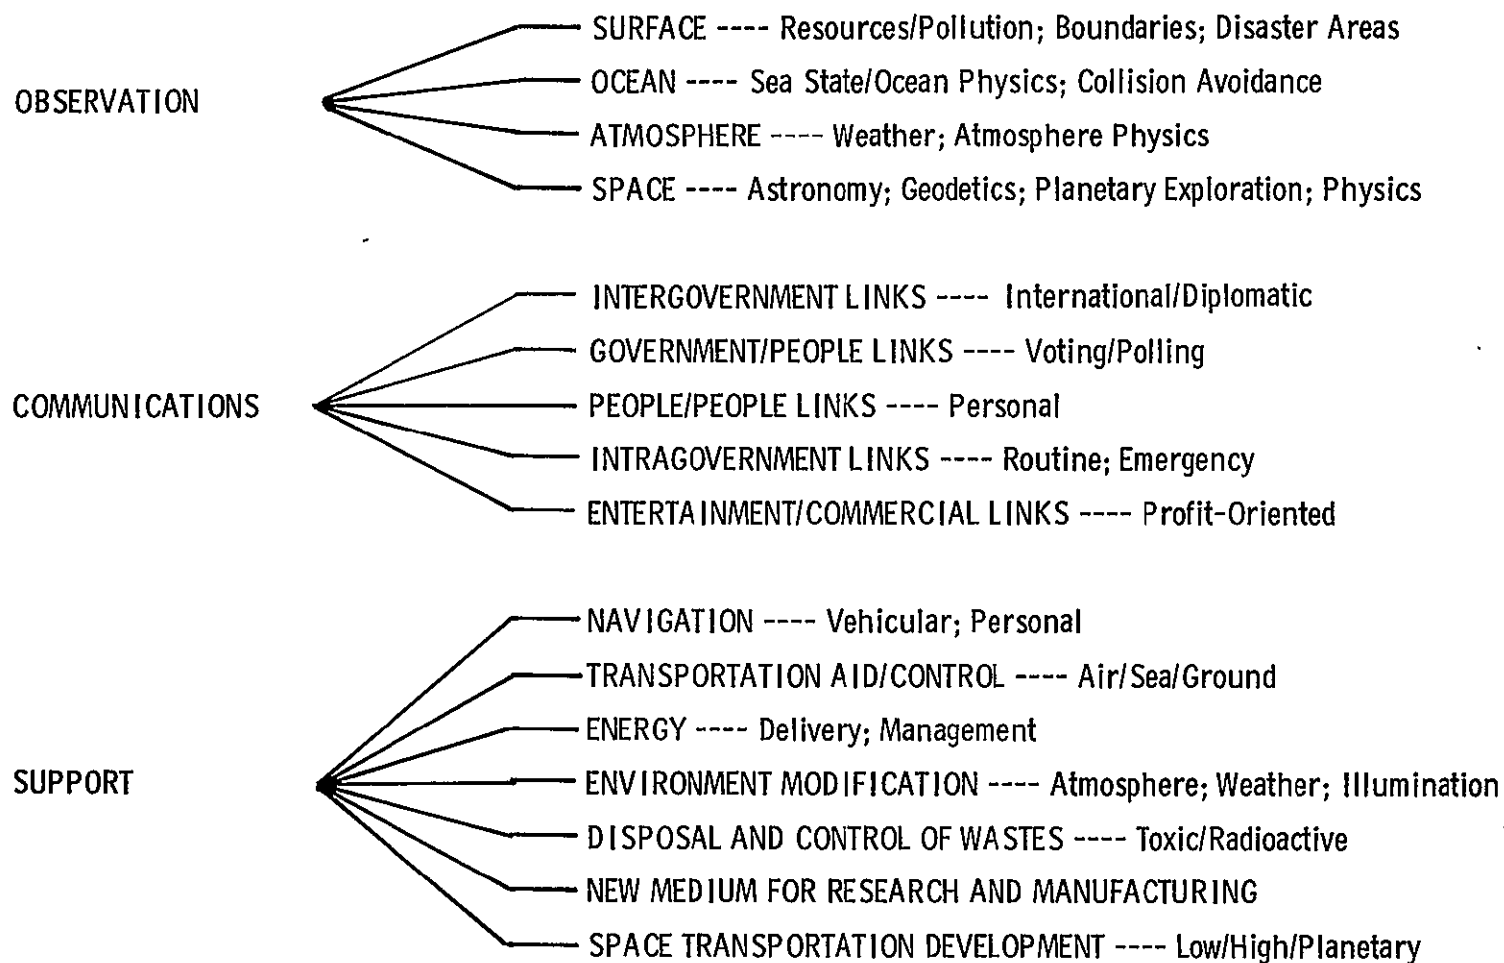 OBSERVATION
SURFACE ---- Resources/Pollution; Boundaries; Disaster Areas
OCEAN ---- Sea State/Ocean Physics; Collision Avoidance
ATMOSPHERE ---- Weather; Atmosphere Physics
SPACE ---- Astronomy; Geodetics; Planetary Exploration; Physics
COMMUNICATIONS
INTERGOVERNMENT LINKS ---- International/Diplomatic
GOVERNMENT/PEOPLE LINKS ---- Voting/Polling
PEOPLE/PEOPLE LINKS ---- Personal
INTRAGOVERNMENT LINKS ---- Routine; Emergency
ENTERTAINMENT/COMMERCIAL LINKS ---- Profit-Oriented
SUPPORT
NAVIGATION ---- Vehicular; Personal
TRANSPORTATION AID/CONTROL ---- Air/Sea/Ground
ENERGY ---- Delivery; Management
ENVIRONMENT MODIFICATION ---- Atmosphere; Weather; Illumination
DISPOSAL AND CONTROL OF WASTES ---- Toxic/Radioactive
NEW MEDIUM FOR RESEARCH AND MANUFACTURING
SPACE TRANSPORTATION DEVELOPMENT ---- Low/High/Planetary